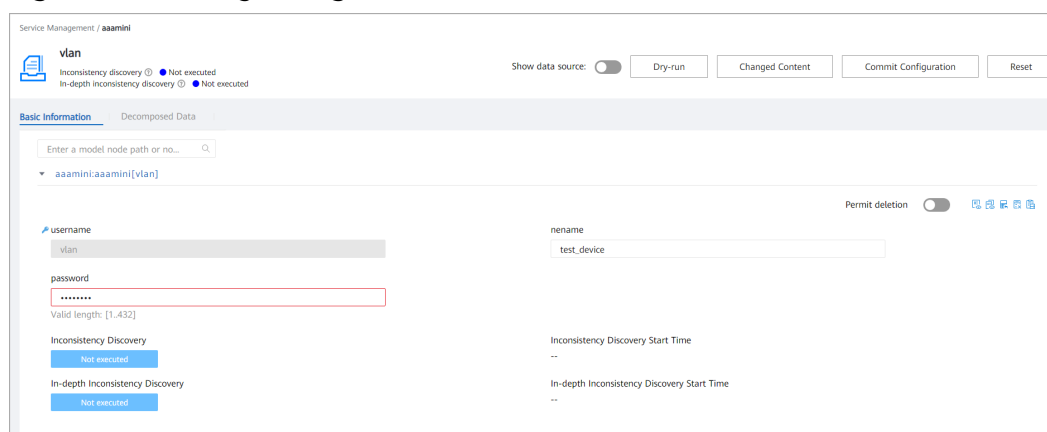 Service Management / aaamini
vlan
Inconsistency discovery ? Not executed
In-depth inconsistency discovery ? Not executed
Show data source:
Dry-run
Changed Content
Commit Configuration
Reset
Basic Information
Decomposed Data
Enter a model node path or no...
aaamini:aaamini[vlan]
Permit deletion
username
vlan
nename
test_device
password
••••••••
Valid length: [1..432]
Inconsistency Discovery
Not executed
Inconsistency Discovery Start Time
--
In-depth Inconsistency Discovery
Not executed
In-depth Inconsistency Discovery Start Time
--